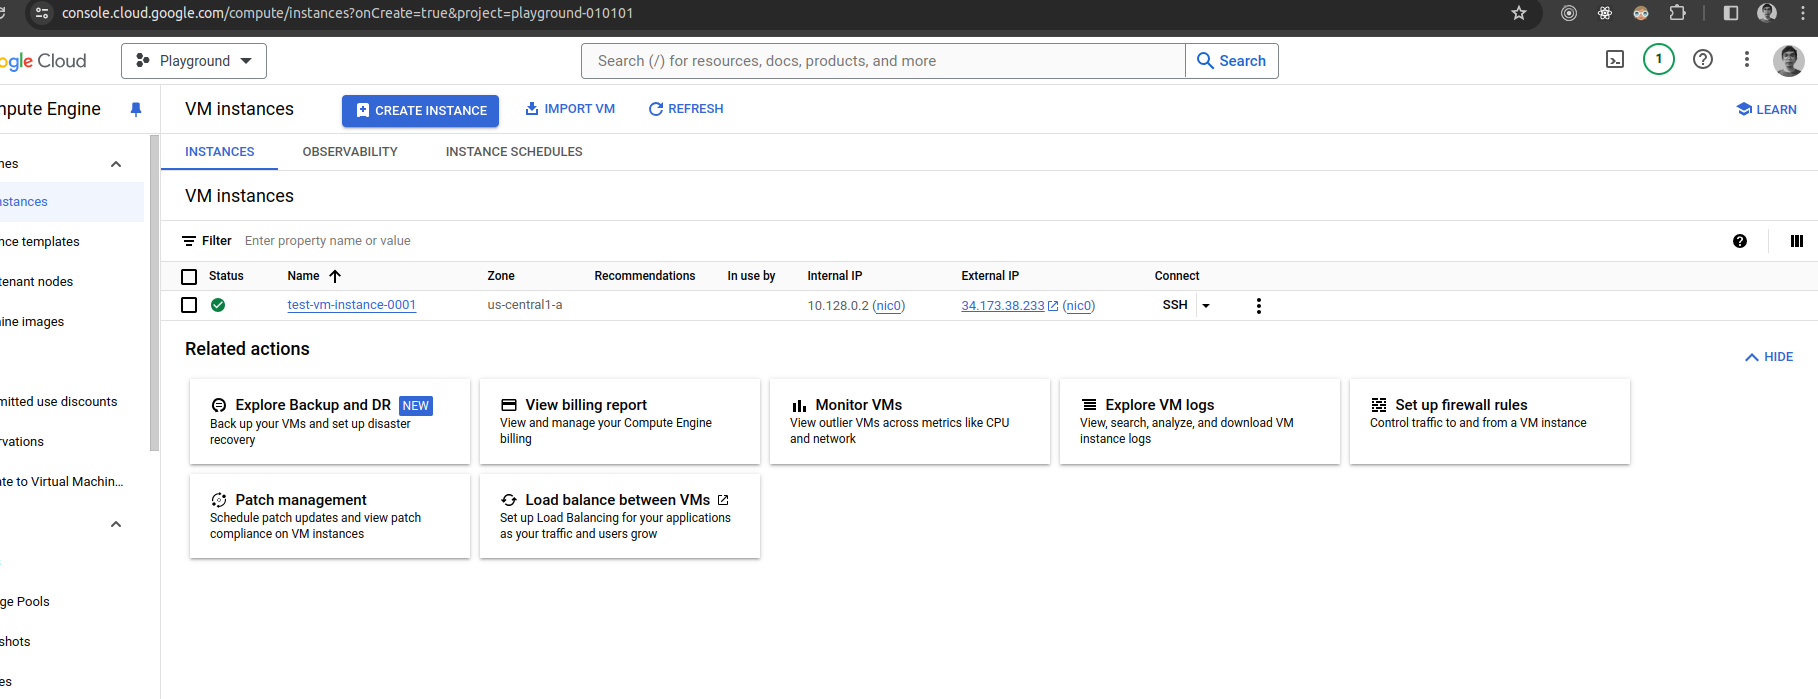 console.cloud.google.com/compute/instances?onCreate=true&project=playground-010101
ogle Cloud
Playground
Search (/) for resources, docs, products, and more
Search
1
mpute Engine
VM instances
CREATE INSTANCE
IMPORT VM
REFRESH
LEARN
INSTANCES
OBSERVABILITY
INSTANCE SCHEDULES
nes
nstances
nce templates
tenant nodes
ine images
mitted use discounts
rvations
ate to Virtual Machin...
ge Pools
shots
es
VM instances
Filter
Enter property name or value
Status Name Zone Recommendations In use by Internal IP External IP Connect
test-vm-instance-0001 us-central1-a 10.128.0.2 (nic0) 34.173.38.233 (nic0) SSH
Related actions
HIDE
Explore Backup and DR NEW
Back up your VMs and set up disaster
recovery
View billing report
View and manage your Compute Engine
billing
Monitor VMs
View outlier VMs across metrics like CPU
and network
Explore VM logs
View, search, analyze, and download VM
instance logs
Set up firewall rules
Control traffic to and from a VM instance
Patch management
Schedule patch updates and view patch
compliance on VM instances
Load balance between VMs
Set up Load Balancing for your applications
as your traffic and users grow